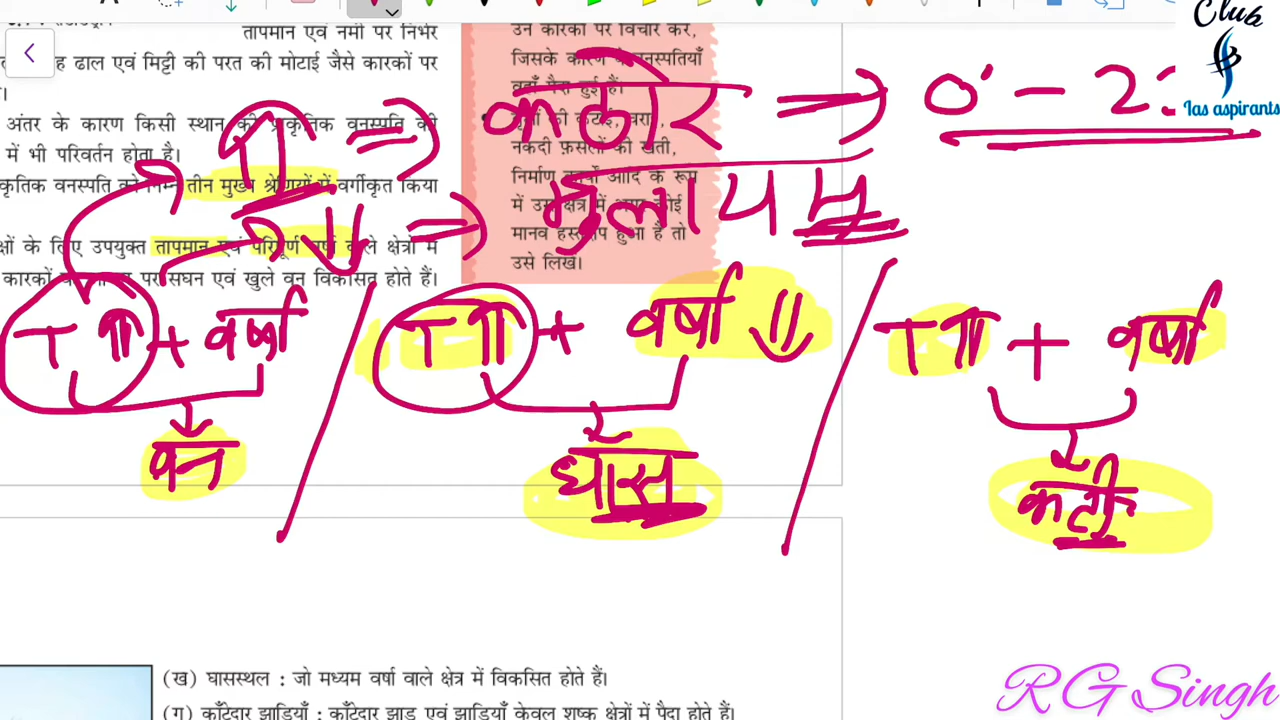 तापमान एवं नमी पर निर्भर
ढाल एवं मिट्टी की परत की मोटाई जैसे कारकों पर
अंतर के कारण किसी स्थान की प्राकृतिक वनस्पति की
में भी परिवर्तन होता है।
कृतिक वनस्पति को निम्न तीन मुख्य श्रेणियों में वर्गीकृत किया
क्षों के लिए उपयुक्त तापमान एवं परिपूर्ण वर्षा वाले क्षेत्रों में
कारकों पर सघन एवं खुले वन विकसित होते हैं।
उन कारकों पर विचार करें,
जिसके कारण ये वनस्पतियाँ
वहाँ पैदा हुई हैं।
की कटाई,
नकदी फ़सलों की खेती,
निर्माण कार्यों आदि के रूप
में उस क्षेत्र में कोई
मानव हस्तक्षेप हुआ है तो
उसे लिखें।
Club
Ias aspirants
⇒ कठोर ⇒ 0° - 23
⇒ मुलायम
T ↑↑ + वर्षा / T ↑↑ + वर्षा ↓ / T ↑↑ + वर्षा
वन घास कटी
(ख) घासस्थल : जो मध्यम वर्षा वाले क्षेत्र में विकसित होते हैं।
(ग) काँटेदार झाड़ियाँ : काँटेदार झाड़ एवं झाड़ियाँ केवल शुष्क क्षेत्रों में पैदा होते हैं।
RG Singh